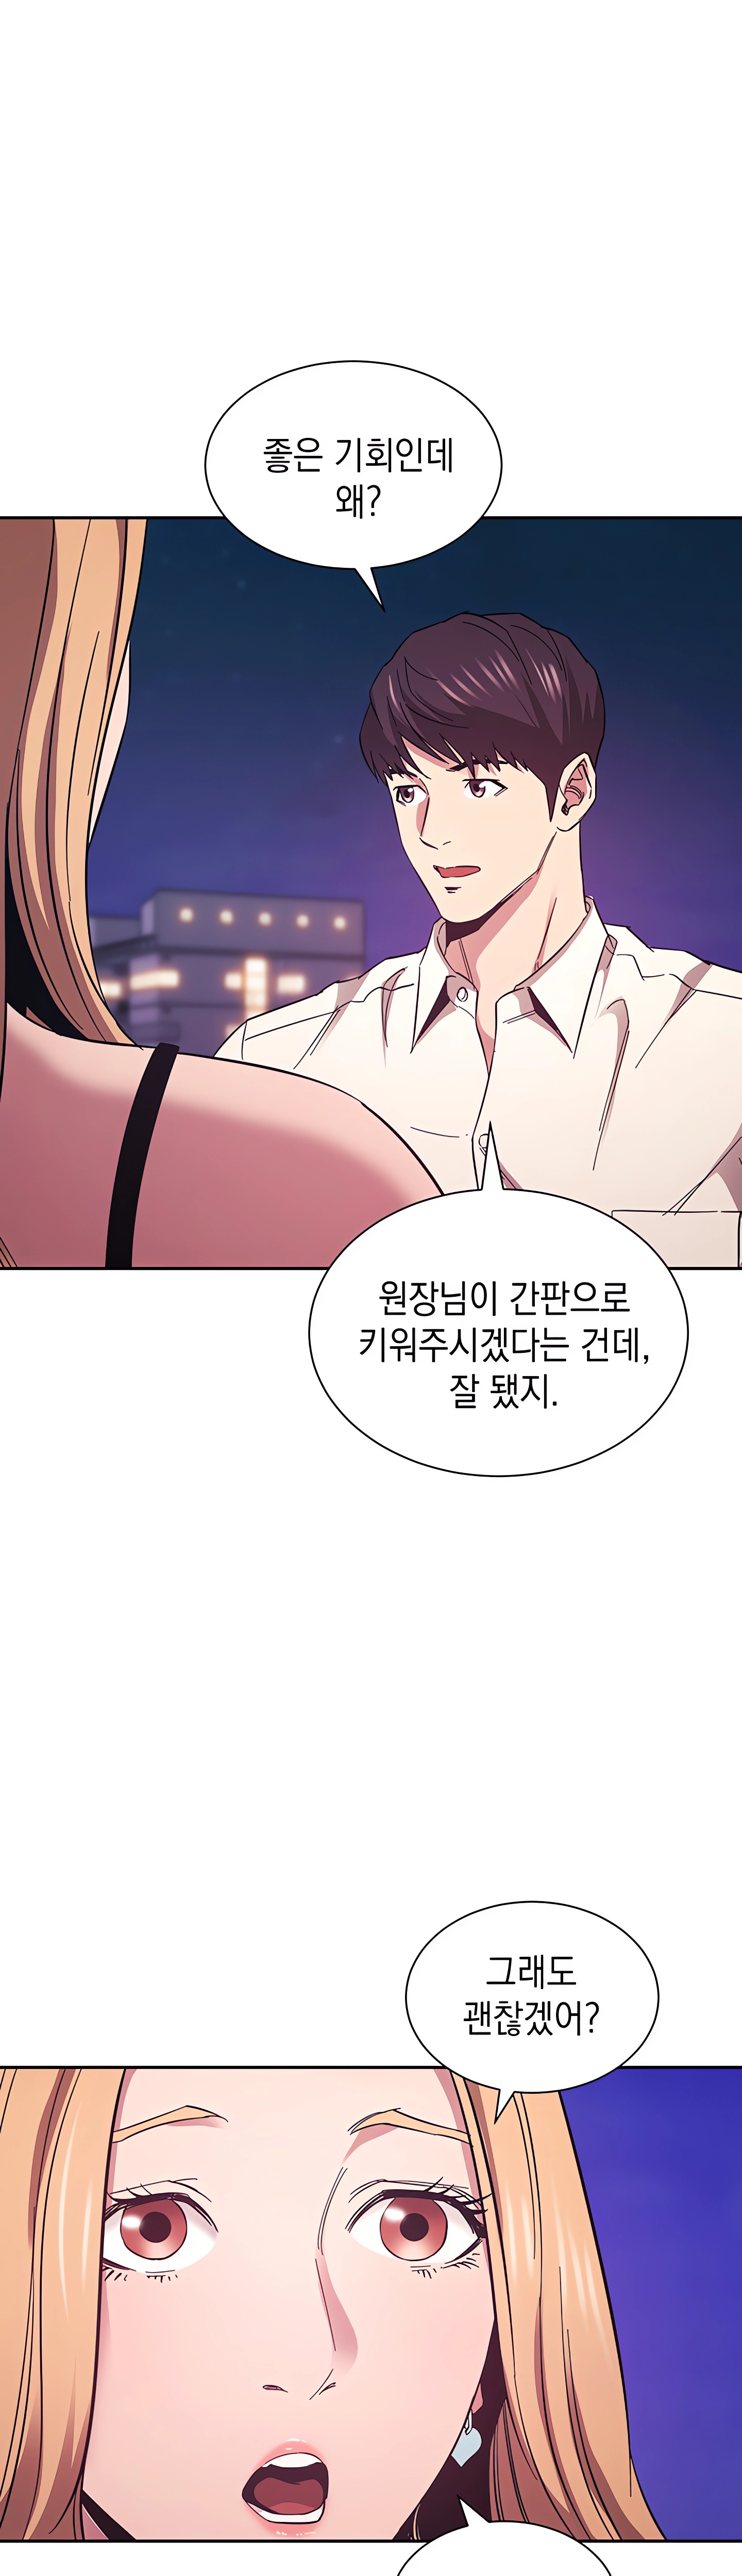 좋은 기회인데
왜?
원장님이 간판으로
키워주시겠다는 건데,
잘 됐지.
그래도
괜찮겠어?